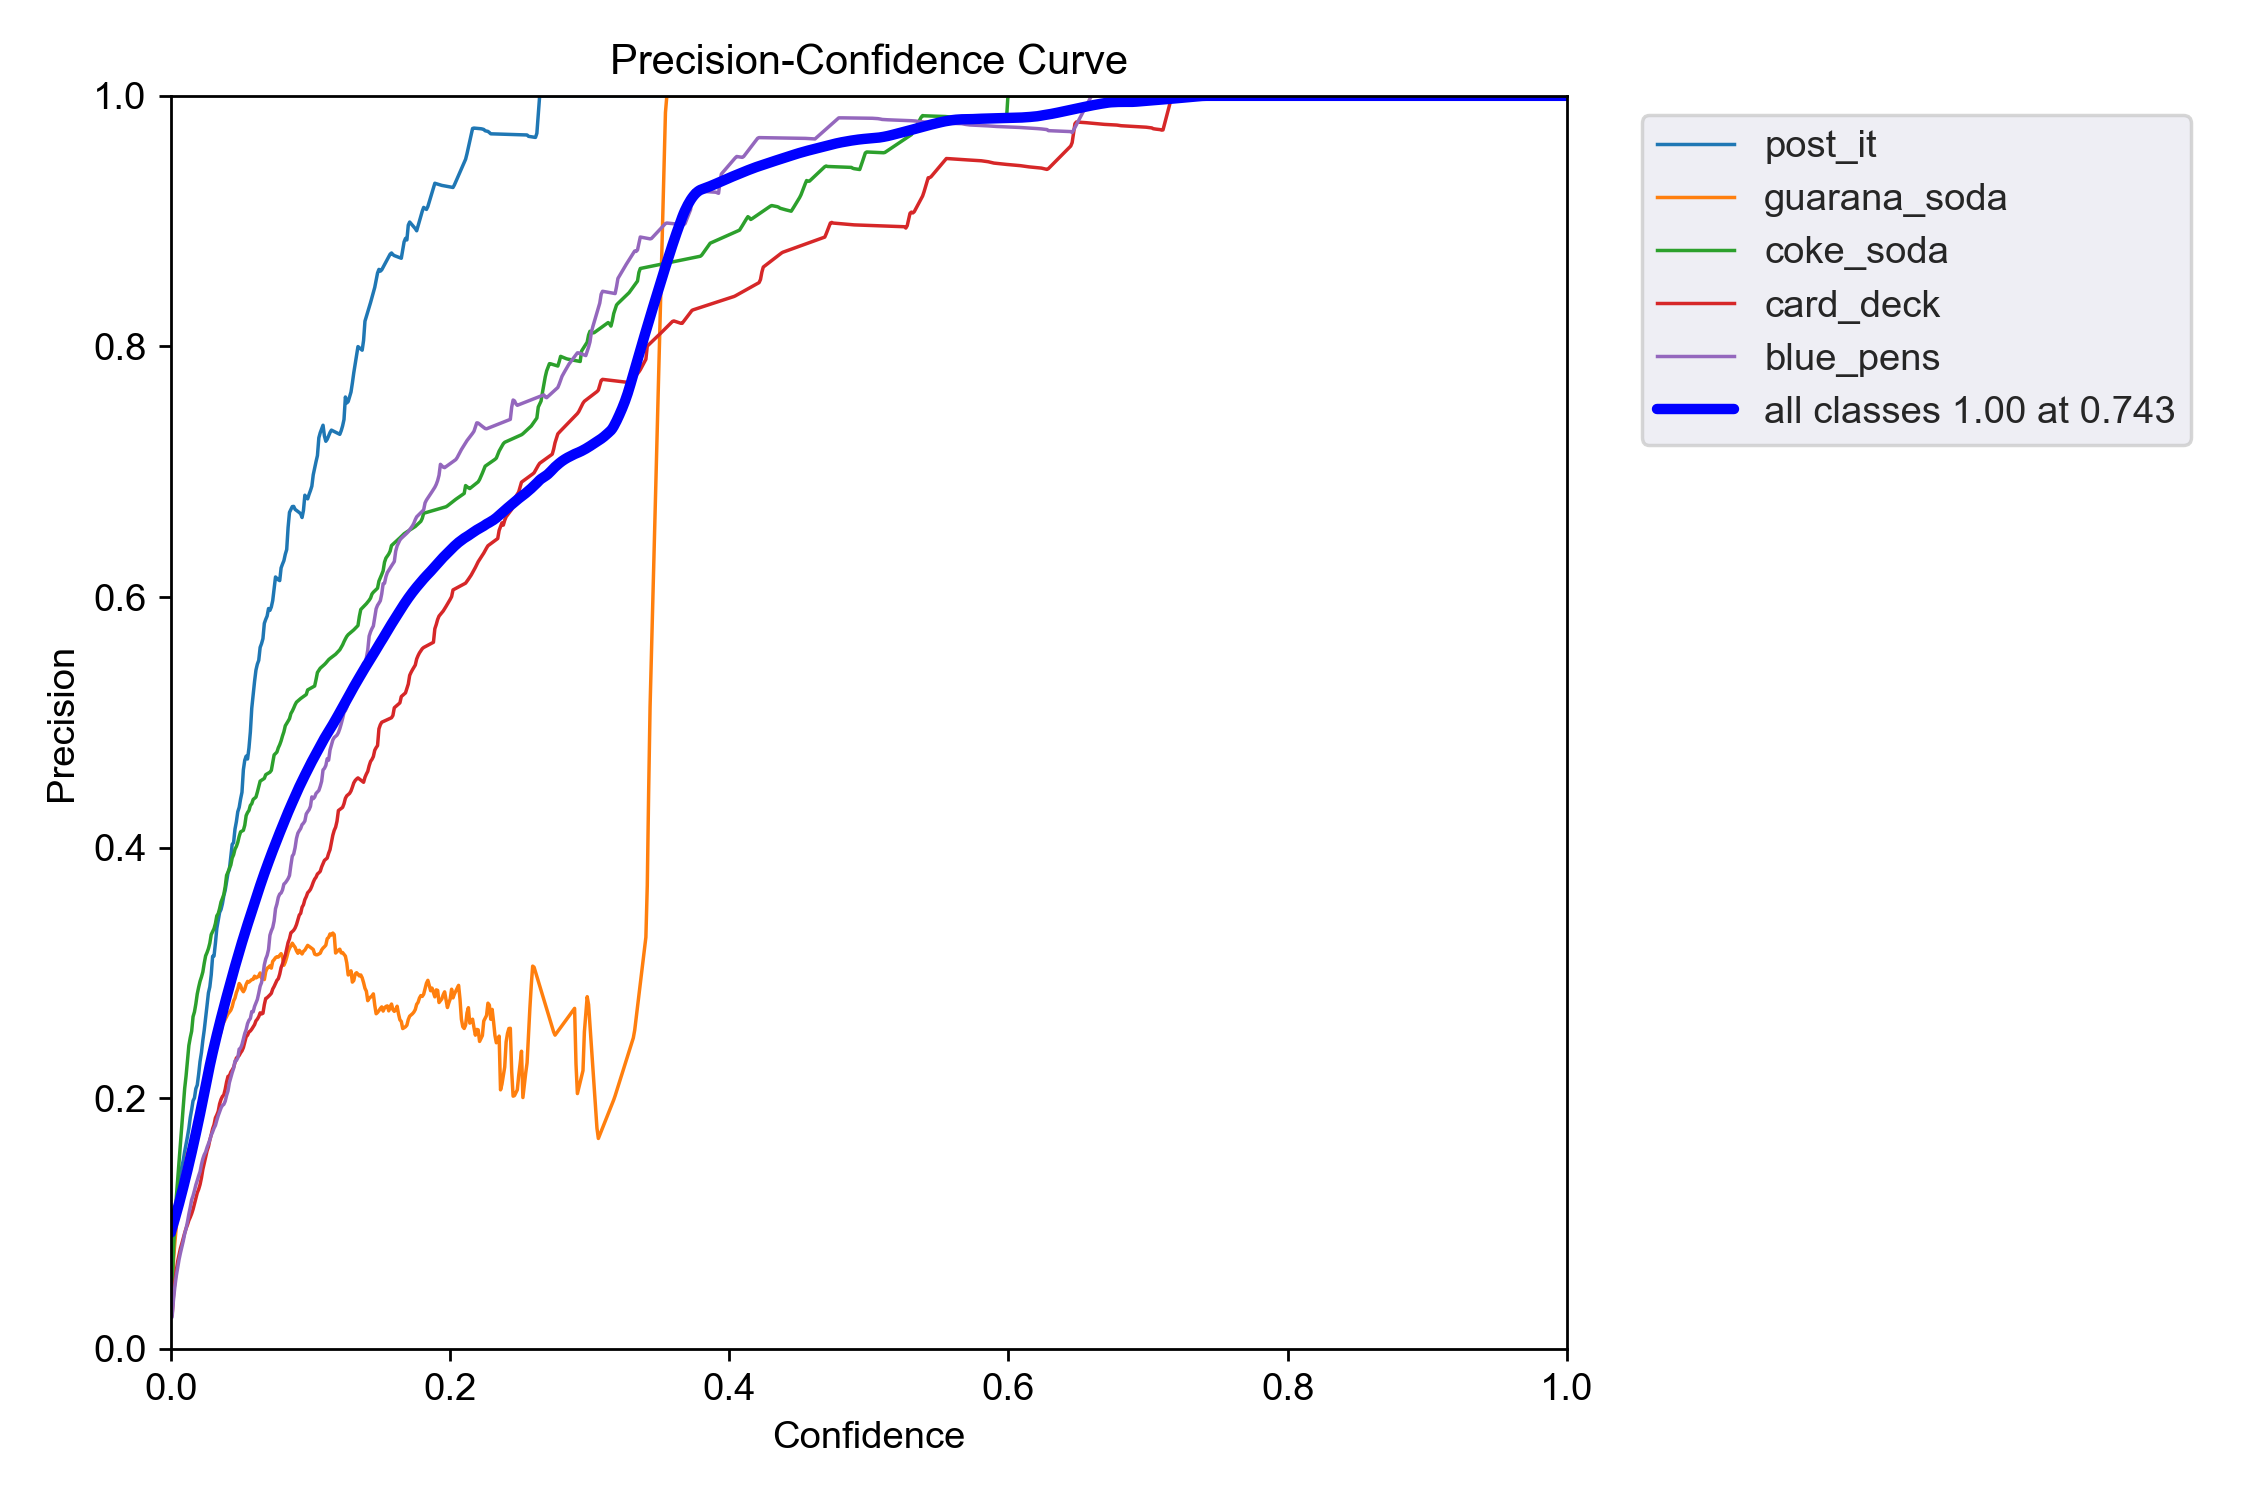 Precision-Confidence Curve
1.0
0.8
0.6
0.4
0.2
0.0
Precision
0.0 0.2 0.4 0.6 0.8 1.0
Confidence
post_it
guarana_soda
coke_soda
card_deck
blue_pens
all classes 1.00 at 0.743